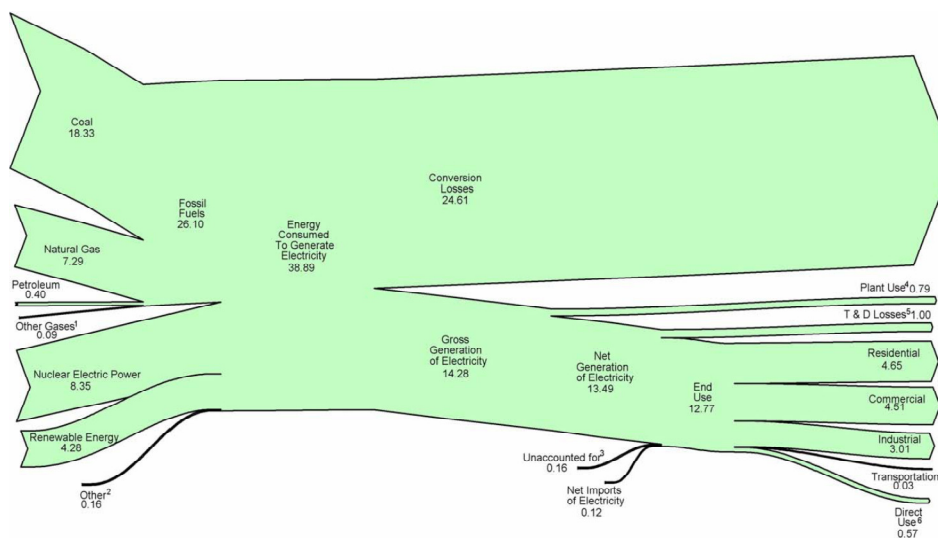 Coal
18.33
Natural Gas
7.29
Petroleum
0.40
Other Gases1
0.09
Nuclear Electric Power
8.35
Renewable Energy
4.28
Other2
0.16
Fossil
Fuels
26.10
Energy
Consumed
To Generate
Electricity
38.89
Conversion
Losses
24.61
Gross
Generation
of Electricity
14.28
Net
Generation
of Electricity
13.49
Unaccounted for3
0.16
Net Imports
of Electricity
0.12
End
Use
12.77
Plant Use4 0.79
T & D Losses5 1.00
Residential
4.65
Commercial
4.51
Industrial
3.01
Transportation
0.03
Direct
Use6
0.57